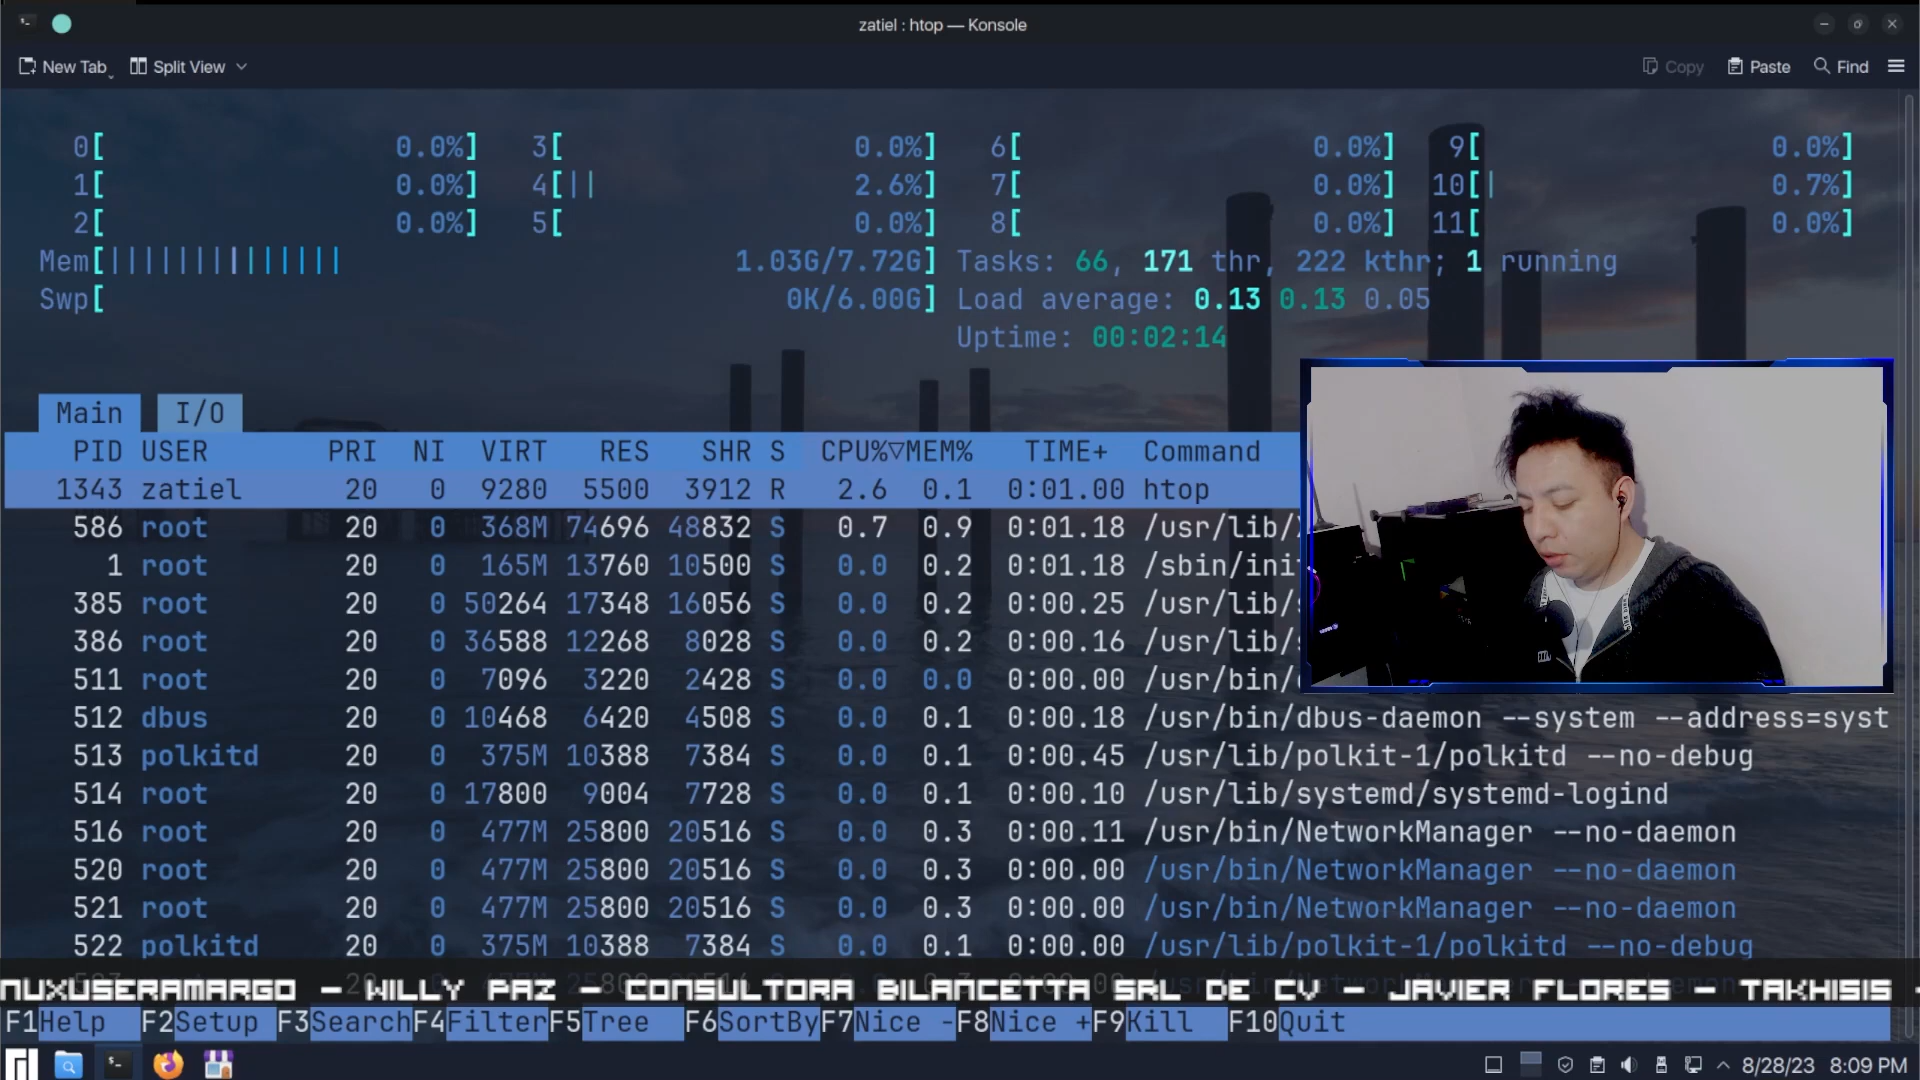 zatiel : htop — Konsole
New Tab Split View Copy Paste Find
0[ 0.0%] 3[ 0.0%] 6[ 0.0%] 9[ 0.0%]
1[ 0.0%] 4[|| 2.6%] 7[ 0.0%] 10[| 0.7%]
2[ 0.0%] 5[ 0.0%] 8[ 0.0%] 11[ 0.0%]
Mem[|||||||||||||| 1.03G/7.72G] Tasks: 66, 171 thr, 222 kthr; 1 running
Swp[ 0K/6.00G] Load average: 0.13 0.13 0.05
Uptime: 00:02:14
Main I/O
PID USER PRI NI VIRT RES SHR S CPU%▽MEM% TIME+ Command
1343 zatiel 20 0 9280 5500 3912 R 2.6 0.1 0:01.00 htop
586 root 20 0 368M 74696 48832 S 0.7 0.9 0:01.18 /usr/lib/
1 root 20 0 165M 13760 10500 S 0.0 0.2 0:01.18 /sbin/ini
385 root 20 0 50264 17348 16056 S 0.0 0.2 0:00.25 /usr/lib/
386 root 20 0 36588 12268 8028 S 0.0 0.2 0:00.16 /usr/lib/
511 root 20 0 7096 3220 2428 S 0.0 0.0 0:00.00 /usr/bin/
512 dbus 20 0 10468 6420 4508 S 0.0 0.1 0:00.18 /usr/bin/dbus-daemon --system --address=syst
513 polkitd 20 0 375M 10388 7384 S 0.0 0.1 0:00.45 /usr/lib/polkit-1/polkitd --no-debug
514 root 20 0 17800 9004 7728 S 0.0 0.1 0:00.10 /usr/lib/systemd/systemd-logind
516 root 20 0 477M 25800 20516 S 0.0 0.3 0:00.11 /usr/bin/NetworkManager --no-daemon
520 root 20 0 477M 25800 20516 S 0.0 0.3 0:00.00 /usr/bin/NetworkManager --no-daemon
521 root 20 0 477M 25800 20516 S 0.0 0.3 0:00.00 /usr/bin/NetworkManager --no-daemon
522 polkitd 20 0 375M 10388 7384 S 0.0 0.1 0:00.00 /usr/lib/polkit-1/polkitd --no-debug
NUXUSERAMARGO - WILLY PAZ - CONSULTORA BILANCETTA SRL DE CV - JAVIER FLORES - TAKHISIS -
F1Help F2Setup F3SearchF4FilterF5Tree F6SortByF7Nice -F8Nice +F9Kill F10Quit
8/28/23 8:09 PM